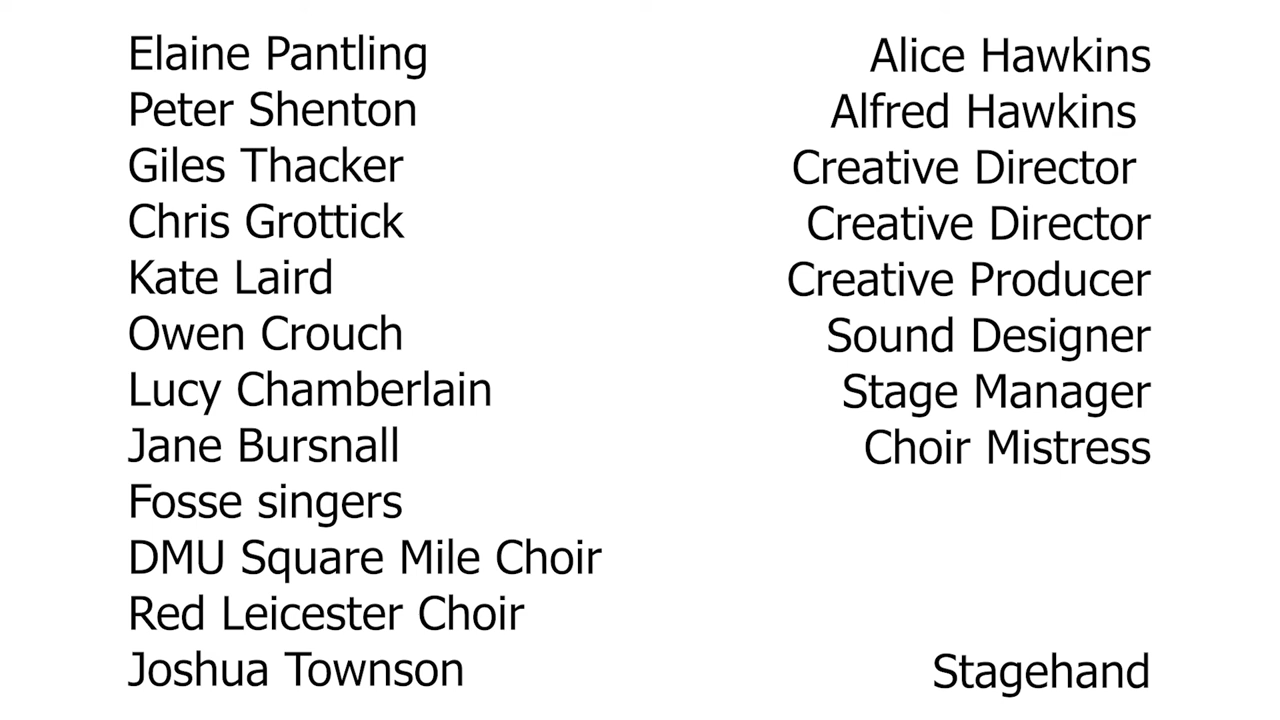 Elaine Pantling Alice Hawkins
Peter Shenton Alfred Hawkins
Giles Thacker Creative Director
Chris Grottick Creative Director
Kate Laird Creative Producer
Owen Crouch Sound Designer
Lucy Chamberlain Stage Manager
Jane Bursnall Choir Mistress
Fosse singers
DMU Square Mile Choir
Red Leicester Choir
Joshua Townson Stagehand